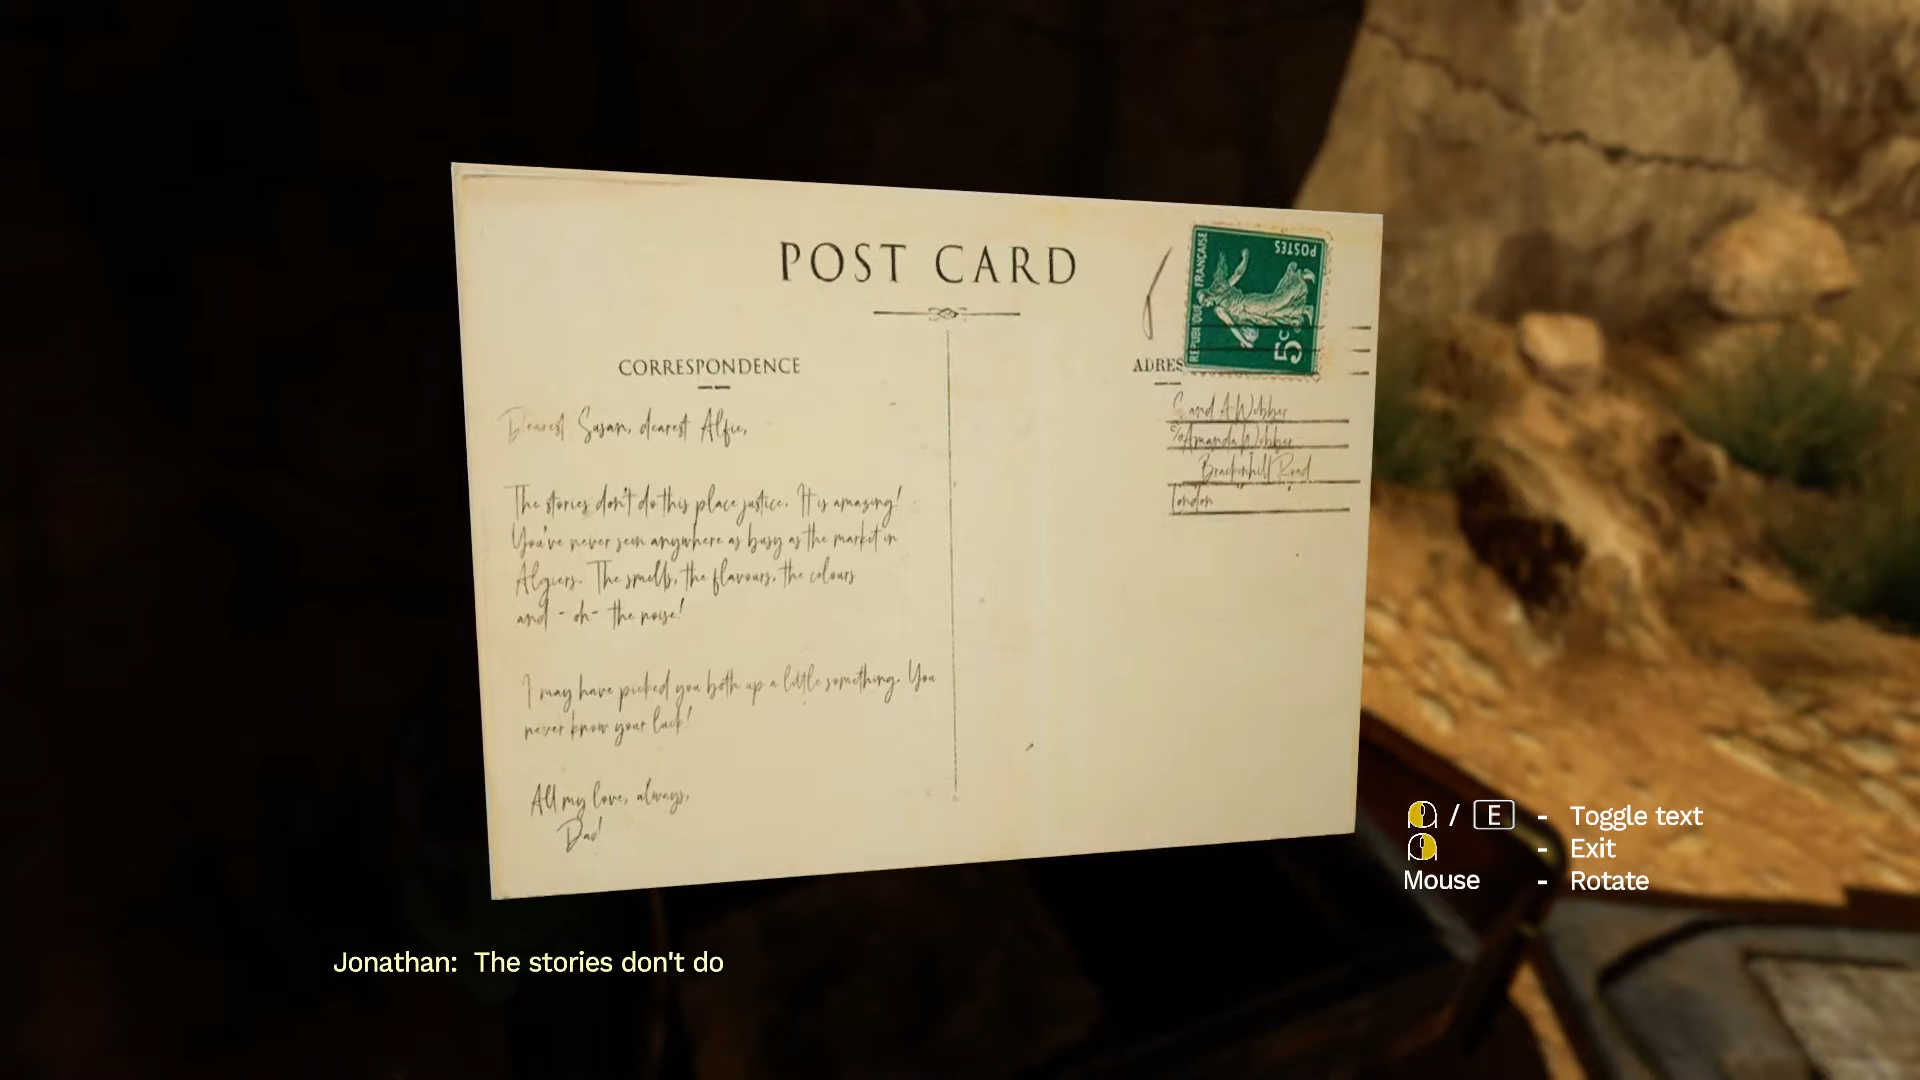 POST CARD
REPUBLIQUE FRANÇAISE
POSTES
5c
CORRESPONDENCE
ADRES
Dearest Susan, dearest Alfie,
The stories don't do this place justice. It is amazing!
You've never seen anywhere as busy as the market in
Algiers. The smells, the flavours, the colours
and - oh - the noise!
I may have picked you both up a little something. You
never know your luck!
All my love, always,
Dad
S and A Webber
c/o Amanda Webber
Brackenhill Road
London
/ E - Toggle text
- Exit
Mouse - Rotate
Jonathan: The stories don't do